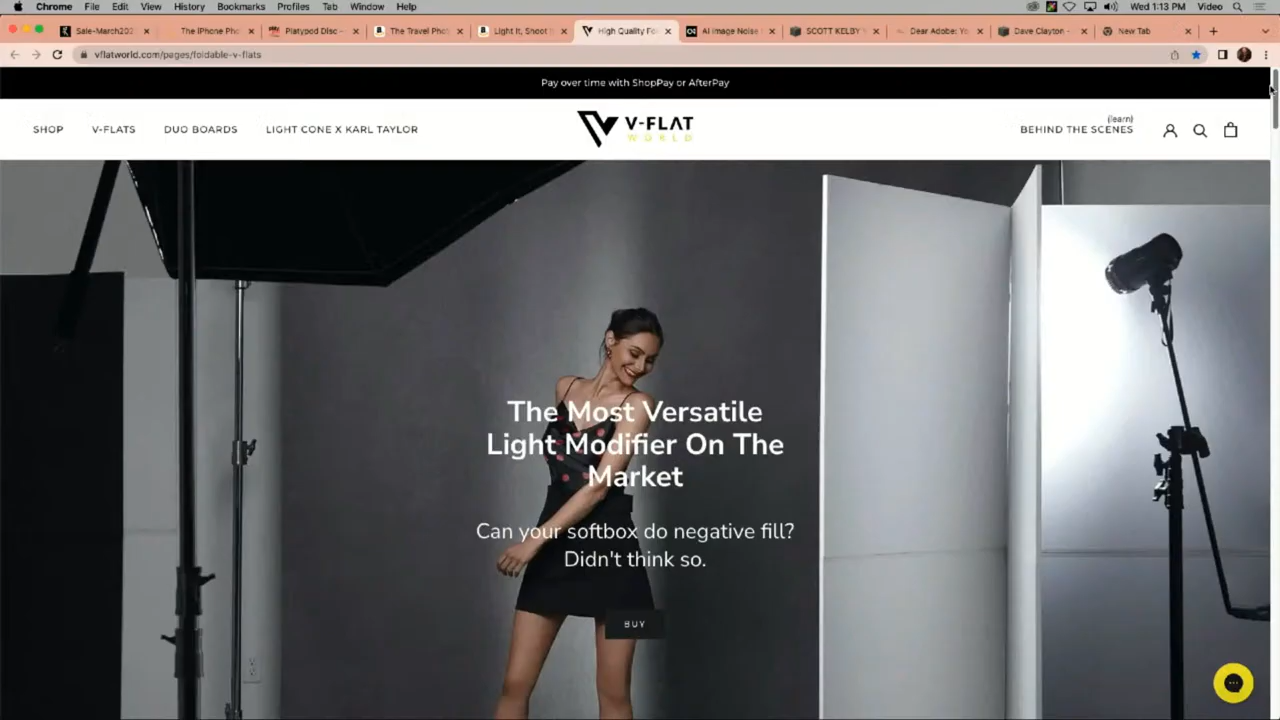 Chrome File Edit View History Bookmarks Profiles Tab Window Help
Wed 1:13 PM Video
Sale-March202
The iPhone Pho
Platypod Disc –
The Travel Phot
Light It, Shoot I
High Quality Fo
AI Image Noise
SCOTT KELBY
Dear Adobe: Yo
Dave Clayton -
New Tab
vflatworld.com/pages/foldable-v-flats
Pay over time with ShopPay or AfterPay
SHOP
V-FLATS
DUO BOARDS
LIGHT CONE X KARL TAYLOR
V-FLAT
WORLD
(learn)
BEHIND THE SCENES
The Most Versatile
Light Modifier On The
Market
Can your softbox do negative fill?
Didn't think so.
BUY